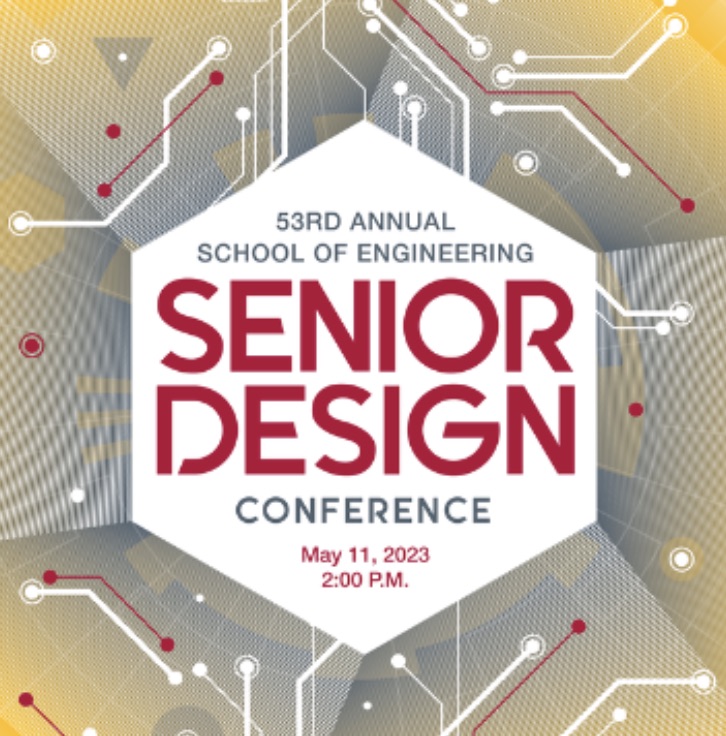 53RD ANNUAL
SCHOOL OF ENGINEERING
SENIOR
DESIGN
CONFERENCE
May 11, 2023
2:00 P.M.